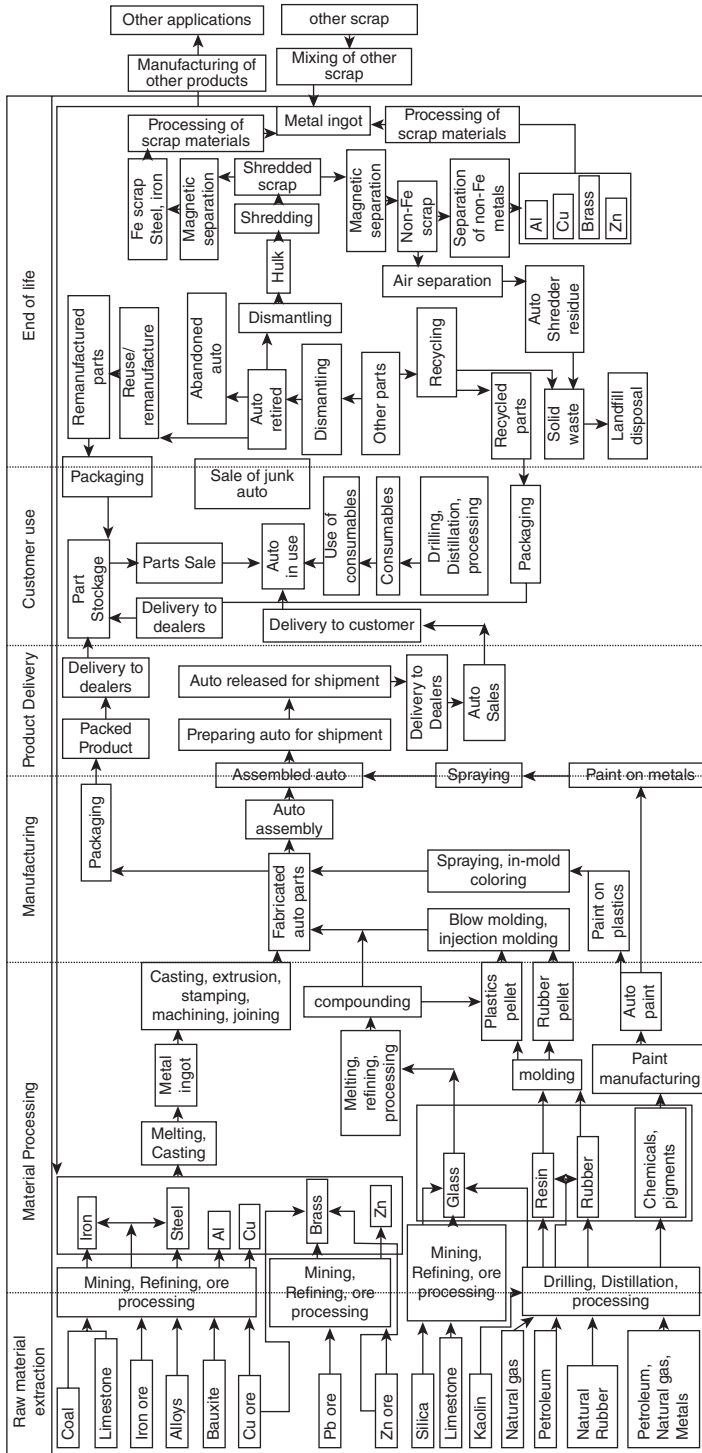 Other applications
other scrap
Manufacturing of
other products
Mixing of other
scrap
End of life
Processing of
scrap materials
Metal ingot
Processing of
scrap materials
Fe scrap
Steel, iron
Magnetic
separation
Shredded
scrap
Magnetic
separation
Non-Fe
scrap
Separation
of non-Fe
metals
Al
Cu
Brass
Zn
Shredding
Hulk
Air separation
Auto
Shredder
residue
Dismantling
Remanufactured
parts
Reuse/
remanufacture
Abandoned
auto
Auto
retired
Dismantling
Other parts
Recycling
Recycled
parts
Solid
waste
Landfill
disposal
Customer use
Packaging
Sale of junk
auto
Part
Stockage
Parts Sale
Auto
in use
Use of
consumables
Consumables
Drilling,
Distillation,
processing
Packaging
Delivery to
dealers
Delivery to customer
Product Delivery
Delivery to
dealers
Auto released for shipment
Delivery to
Dealers
Auto
Sales
Packed
Product
Preparing auto for shipment
Manufacturing
Assembled auto
Spraying
Paint on metals
Packaging
Auto
assembly
Fabricated
auto parts
Spraying, in-mold
coloring
Paint on
plastics
Blow molding,
injection molding
Material Processing
Casting, extrusion,
stamping,
machining, joining
compounding
Plastics
pellet
Rubber
pellet
Auto
paint
Metal
ingot
Melting,
refining,
processing
molding
Paint
manufacturing
Melting,
Casting
Iron
Steel
Al
Cu
Brass
Zn
Glass
Resin
Rubber
Chemicals,
pigments
Mining, Refining, ore
processing
Mining,
Refining, ore
processing
Mining,
Refining, ore
processing
Drilling, Distillation,
processing
Raw material
extraction
Coal
Limestone
Iron ore
Alloys
Bauxite
Cu ore
Pb ore
Zn ore
Silica
Limestone
Kaolin
Natural gas
Petroleum
Natural
Rubber
Petroleum,
Natural gas,
Metals